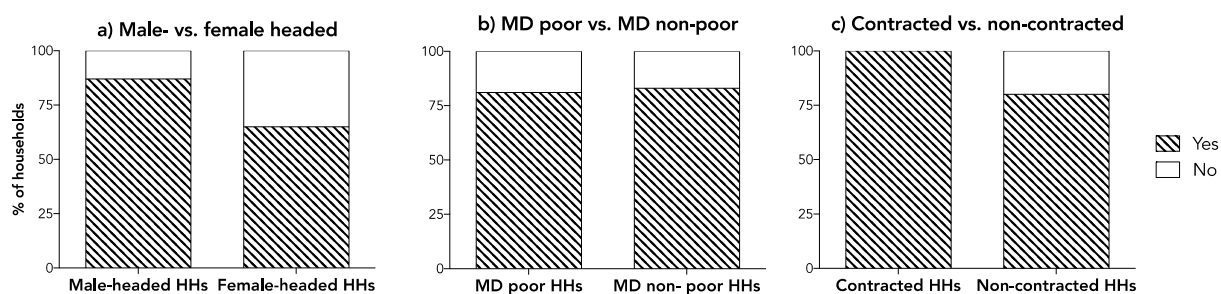 a) Male- vs. female headed
% of households
100
75
50
25
0
Male-headed HHs
Female-headed HHs
b) MD poor vs. MD non-poor
100
75
50
25
0
MD poor HHs
MD non- poor HHs
c) Contracted vs. non-contracted
100
75
50
25
0
Contracted HHs
Non-contracted HHs
Yes
No